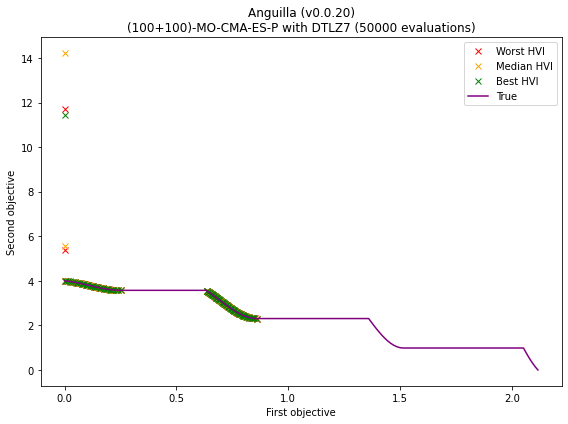 Anguilla (v0.0.20)
(100+100)-MO-CMA-ES-P with DTLZ7 (50000 evaluations)
Worst HVI
Median HVI
Best HVI
True
Second objective
14
12
10
8
6
4
2
0
0.0 0.5 1.0 1.5 2.0
First objective